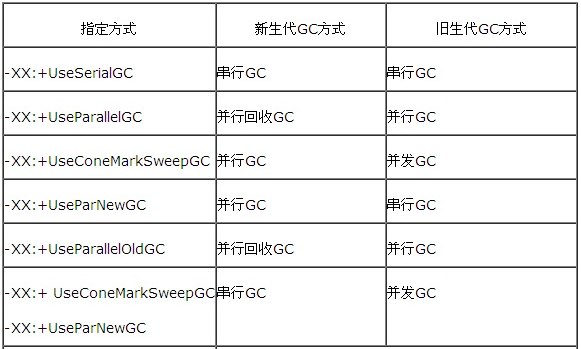 指定方式 新生代GC方式 旧生代GC方式
-XX:+UseSerialGC 串行GC 串行GC
-XX:+UseParallelGC 并行回收GC 并行GC
-XX:+UseConeMarkSweepGC 并行GC 并发GC
-XX:+UseParNewGC 并行GC 串行GC
-XX:+UseParallelOldGC 并行回收GC 并行GC
-XX:+ UseConeMarkSweepGC 串行GC 并发GC
-XX:+UseParNewGC